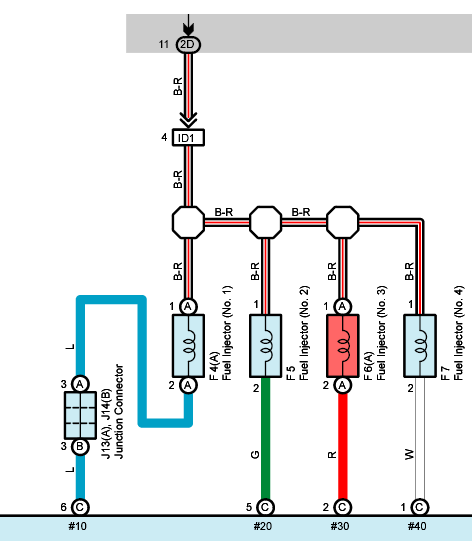 11 2D
B-R
4 ID1
B-R
B-R B-R
B-R B-R B-R B-R
1 A 1 1 A 1
F 4(A)
Fuel Injector (No. 1)
F 5
Fuel Injector (No. 2)
F 6(A)
Fuel Injector (No. 3)
F 7
Fuel Injector (No. 4)
2 A 2 2 A 2
L
3 A
J13(A), J14(B)
Junction Connector
3 B
L G R W
6 C 5 C 2 C 1 C
#10 #20 #30 #40